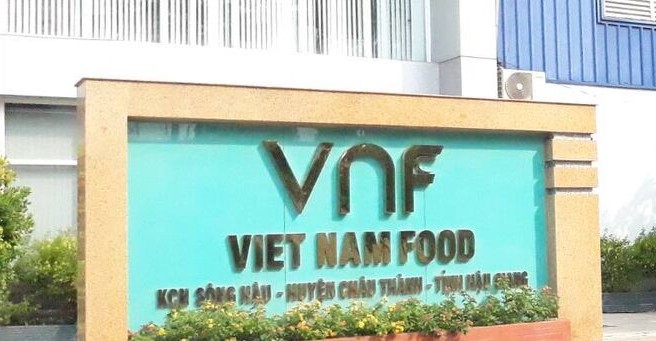 VNF
VIET NAM FOOD
KCN SÔNG HẬU - HUYỆN CHÂU THÀNH - TỈNH HẬU GIANG